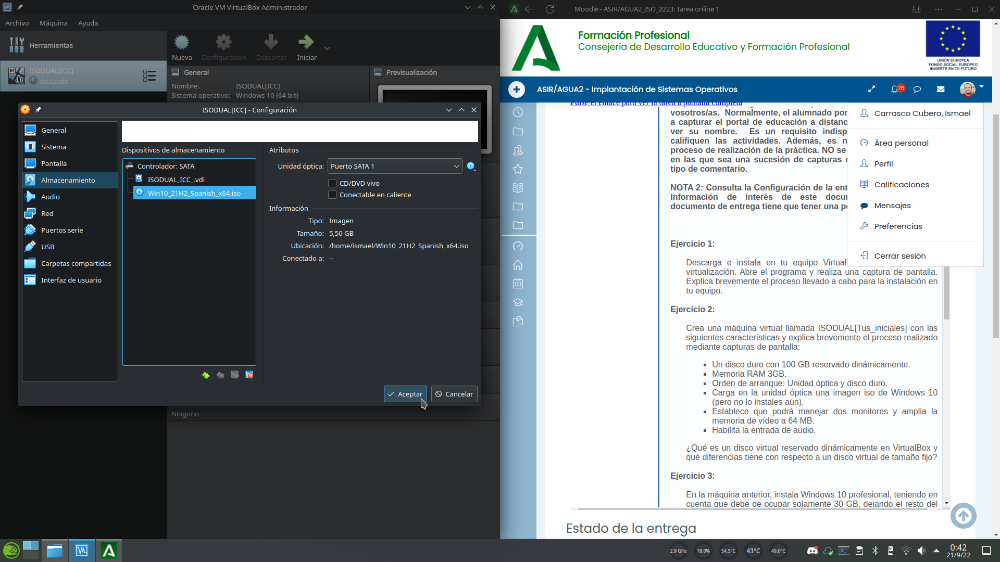 Oracle VM VirtualBox Administrador
Archivo Máquina Ayuda
Herramientas
Nueva Configuración Descartar Iniciar
ISODUAL[ICC]
Apagada
General
Nombre: ISODUAL[ICC]
Sistema operativo: Windows 10 (64-bit)
Previsualización
ISODUAL[ICC] - Configuración
General
Sistema
Pantalla
Almacenamiento
Audio
Red
Puertos serie
USB
Carpetas compartidas
Interfaz de usuario
Dispositivos de almacenamiento
Controlador: SATA
ISODUAL_ICC_.vdi
Win10_21H2_Spanish_x64.iso
Atributos
Unidad óptica: Puerto SATA 1
CD/DVD vivo
Conectable en caliente
Información
Tipo: Imagen
Tamaño: 5,50 GB
Ubicación: /home/ismael/Win10_21H2_Spanish_x64.iso
Conectado a: --
Aceptar Cancelar
Ninguno
Moodle - ASIR/AGUA2_ISO_2223: Tarea online 1
Formación Profesional
Consejería de Desarrollo Educativo y Formación Profesional
UNIÓN EUROPEA
FONDO SOCIAL EUROPEO
INVIERTE EN TU FUTURO
ASIR/AGUA2 - Implantación de Sistemas Operativos
76
Pulse el enlace para ver la tarea a pantalla completa
vosotros/as. Normalmente, el alumnado por
a capturar el portal de educación a distanc
ver su nombre. Es un requisito indisp
califiquen las actividades. Además, es n
proceso de realización de la práctica. NO se
en las que sea una sucesión de capturas
tipo de comentario.
NOTA 2: Consulta la Configuración de la ent
Información de interés de este docu
documento de entrega tiene que tener una p
Carrasco Cubero, Ismael
Área personal
Perfil
Calificaciones
Mensajes
Preferencias
Cerrar sesión
Ejercicio 1:
Descarga e instala en tu equipo Virtual
virtualización. Abre el programa y realiza una captura de pantalla.
Explica brevemente el proceso llevado a cabo para la instalación en
tu equipo.
Ejercicio 2:
Crea una máquina virtual llamada ISODUAL[Tus_iniciales] con las
siguientes características y explica brevemente el proceso realizado
mediante capturas de pantalla:
Un disco duro con 100 GB reservado dinámicamente.
Memoria RAM 3GB.
Orden de arranque: Unidad óptica y disco duro.
Carga en la unidad óptica una imagen iso de Windows 10
(pero no lo instales aún).
Establece que podrá manejar dos monitores y amplia la
memoria de vídeo a 64 MB.
Habilita la entrada de audio.
¿Qué es un disco virtual reservado dinámicamente en VirtualBox y
qué diferencias tiene con respecto a un disco virtual de tamaño fijo?
Ejercicio 3:
En la máquina anterior, instala Windows 10 profesional, teniendo en
cuenta que debe de ocupar solamente 30 GB, dejando el resto del
Estado de la entrega
2,9 GHz 18,0% 54,5°C 43°C 49,0°C
0:42
21/9/22